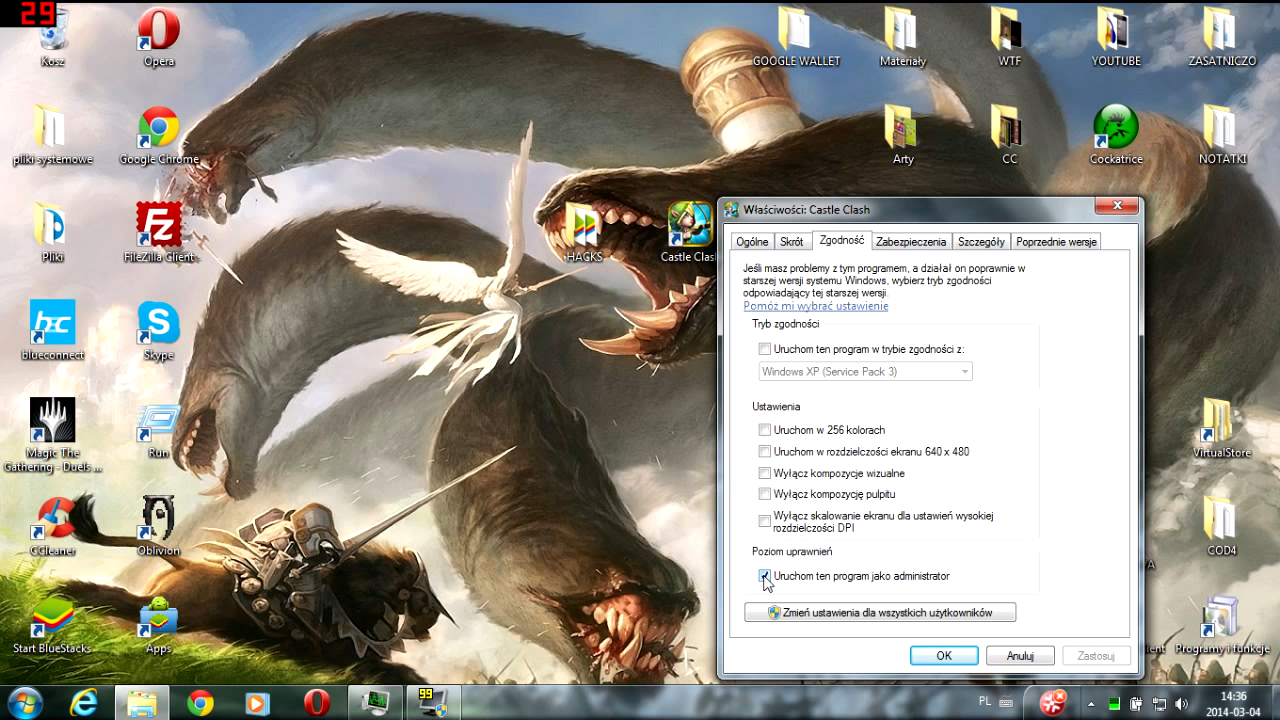 29
Kosz
Opera
GOOGLE WALLET
Materiały
WTF
YOUTUBE
ZASATNICZO
pliki systemowe
Google Chrome
Arty
CC
Cockatrice
NOTATKI
Pliki
FileZilla Client
HACKS
Castle Clas
blueconnect
Skype
Magic The
Gathering - Duels ...
Run
VirtualStore
CCleaner
Oblivion
COD4
Start BlueStacks
Apps
Programy i funkcje
Właściwości: Castle Clash
Ogólne
Skrót
Zgodność
Zabezpieczenia
Szczegóły
Poprzednie wersje
Jeśli masz problemy z tym programem, a działał on poprawnie w
starszej wersji systemu Windows, wybierz tryb zgodności
odpowiadający tej starszej wersji.
Pomóż mi wybrać ustawienie
Tryb zgodności
Uruchom ten program w trybie zgodności z:
Windows XP (Service Pack 3)
Ustawienia
Uruchom w 256 kolorach
Uruchom w rozdzielczości ekranu 640 x 480
Wyłącz kompozycje wizualne
Wyłącz kompozycję pulpitu
Wyłącz skalowanie ekranu dla ustawień wysokiej
rozdzielczości DPI
Poziom uprawnień
Uruchom ten program jako administrator
Zmień ustawienia dla wszystkich użytkowników
OK
Anuluj
Zastosuj
99
PL
14:36
2014-03-04